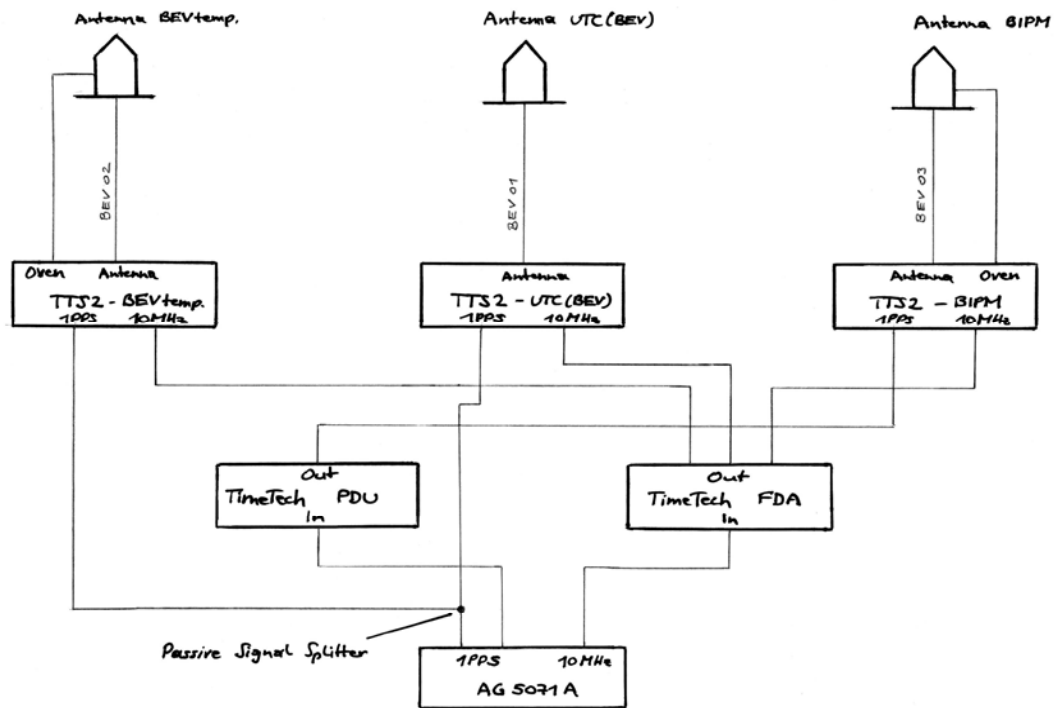 Antenna BEVtemp.
Antenna UTC(BEV)
Antenna BIPM
BEV 02
BEV 01
BEV 03
Oven Antenna
TTS2 - BEVtemp.
1PPS 10MHz
Antenna
TTS2 - UTC(BEV)
1PPS 10MHz
Antenna Oven
TTS2 - BIPM
1PPS 10MHz
Out
TimeTech PDU
In
Out
TimeTech FDA
In
Passive Signal Splitter
1PPS 10MHz
AG 5071A